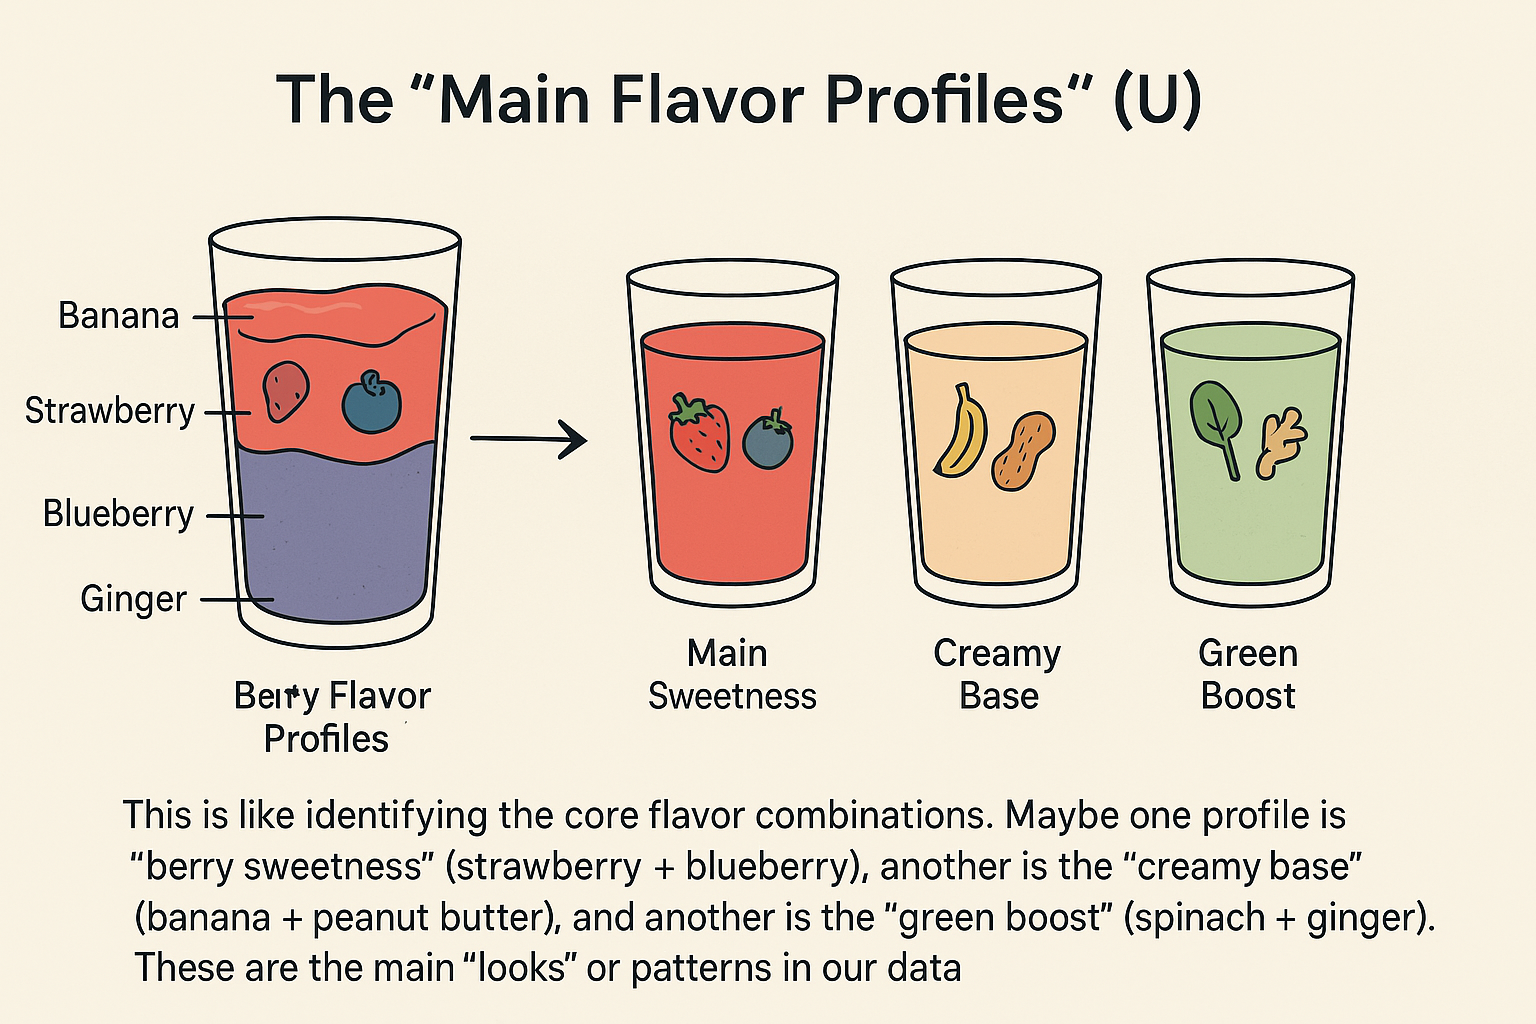 The “Main Flavor Profiles“ (U)
Banana
Strawberry
Blueberry
Ginger
Flavor
Profiles
Main
Sweetness
Creamy
Base
Green
Boost
This is like identifying the core flavor combinations. Maybe one profile is
“berry sweetness” (strawberry + blueberry), another is the “creamy base”
(banana + peanut butter), and another is the ”green boost” (spinach + ginger).
These are the main “looks” or patterns in our data